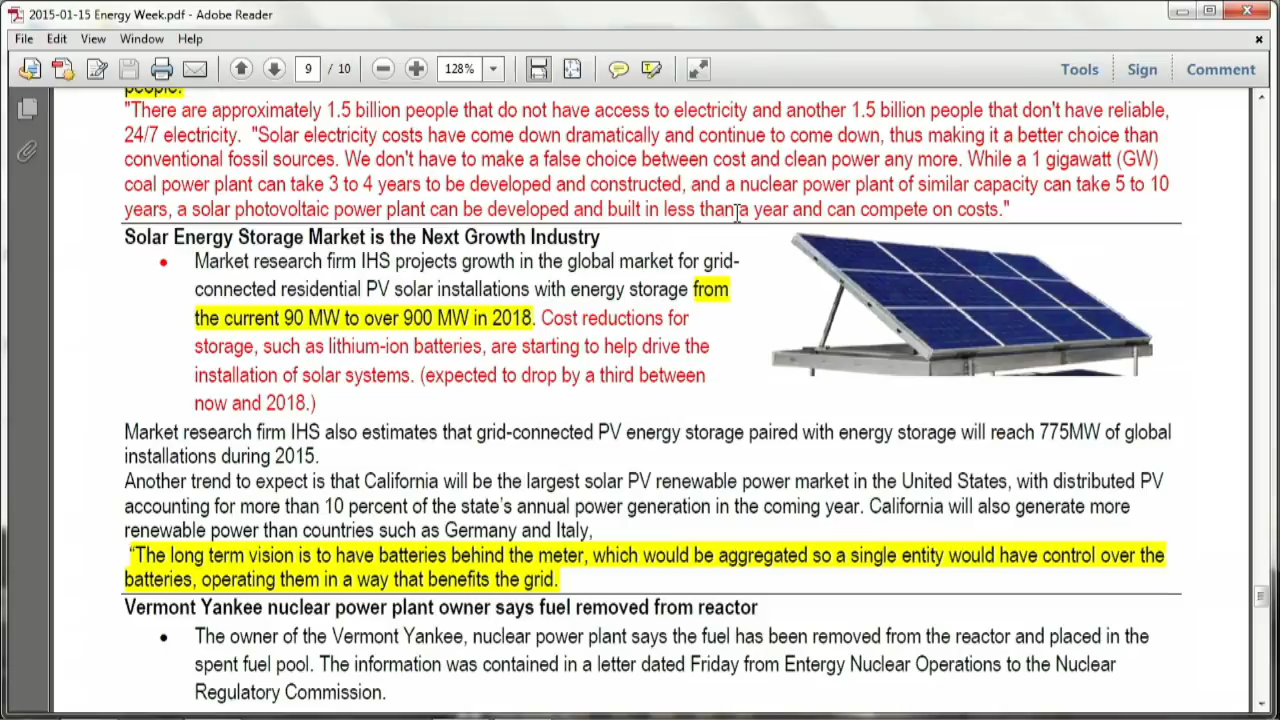 2015-01-15 Energy Week.pdf - Adobe Reader
File Edit View Window Help
9 / 10 128% Tools Sign Comment
people.
"There are approximately 1.5 billion people that do not have access to electricity and another 1.5 billion people that don't have reliable,
24/7 electricity. "Solar electricity costs have come down dramatically and continue to come down, thus making it a better choice than
conventional fossil sources. We don't have to make a false choice between cost and clean power any more. While a 1 gigawatt (GW)
coal power plant can take 3 to 4 years to be developed and constructed, and a nuclear power plant of similar capacity can take 5 to 10
years, a solar photovoltaic power plant can be developed and built in less than a year and can compete on costs."
Solar Energy Storage Market is the Next Growth Industry
• Market research firm IHS projects growth in the global market for grid-
connected residential PV solar installations with energy storage from
the current 90 MW to over 900 MW in 2018. Cost reductions for
storage, such as lithium-ion batteries, are starting to help drive the
installation of solar systems. (expected to drop by a third between
now and 2018.)
Market research firm IHS also estimates that grid-connected PV energy storage paired with energy storage will reach 775MW of global
installations during 2015.
Another trend to expect is that California will be the largest solar PV renewable power market in the United States, with distributed PV
accounting for more than 10 percent of the state's annual power generation in the coming year. California will also generate more
renewable power than countries such as Germany and Italy,
“The long term vision is to have batteries behind the meter, which would be aggregated so a single entity would have control over the
batteries, operating them in a way that benefits the grid.
Vermont Yankee nuclear power plant owner says fuel removed from reactor
• The owner of the Vermont Yankee, nuclear power plant says the fuel has been removed from the reactor and placed in the
spent fuel pool. The information was contained in a letter dated Friday from Entergy Nuclear Operations to the Nuclear
Regulatory Commission.